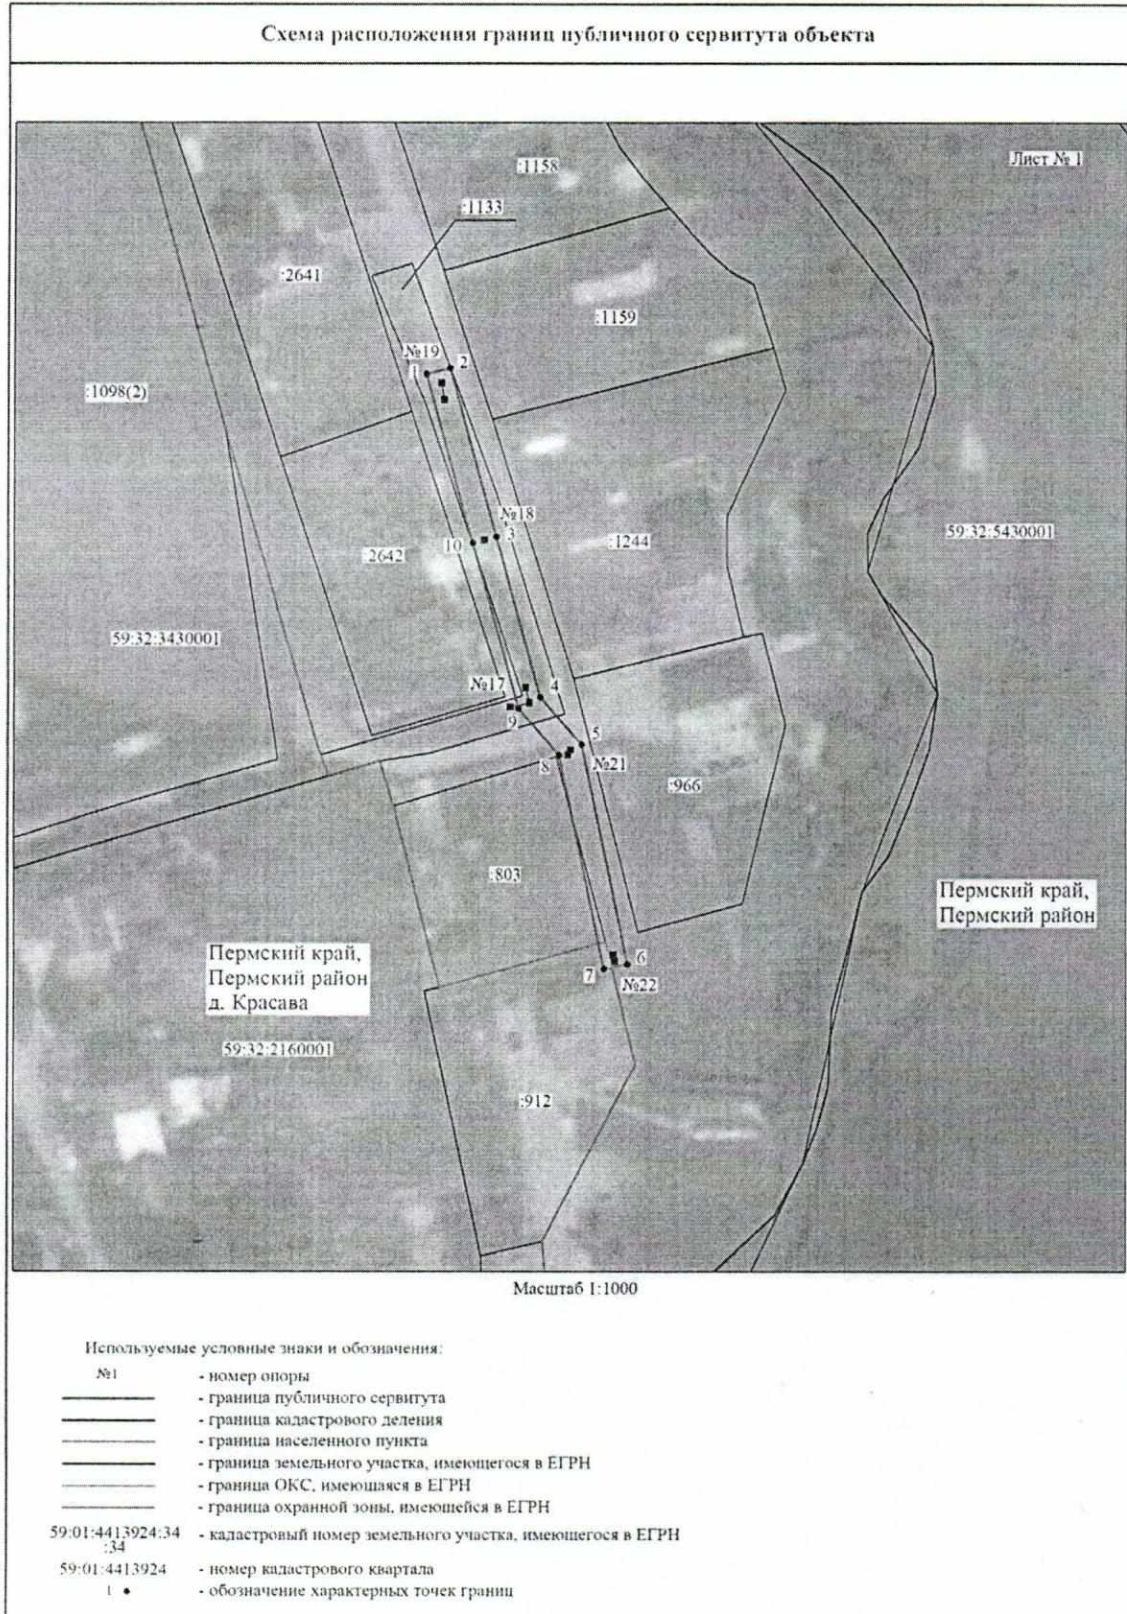 Схема расположения границ публичного сервитута объекта
Лист № 1
:1158
:1133
:2641
:1159
№19
1
2
:1098(2)
№18
3
10
:2642
:1244
59:32:5430001
59:32:3430001
№17
4
9
5
8
№21
:966
:803
Пермский край,
Пермский район
Пермский край,
Пермский район
д. Красава
6
7
№22
59:32:2160001
:912
Масштаб 1:1000
Используемые условные знаки и обозначения:
№1 - номер опоры
- граница публичного сервитута
- граница кадастрового деления
- граница населенного пункта
- граница земельного участка, имеющегося в ЕГРН
- граница ОКС, имеющаяся в ЕГРН
- граница охранной зоны, имеющейся в ЕГРН
59:01:4413924:34 - кадастровый номер земельного участка, имеющегося в ЕГРН
:34
59:01:4413924 - номер кадастрового квартала
1 - обозначение характерных точек границ